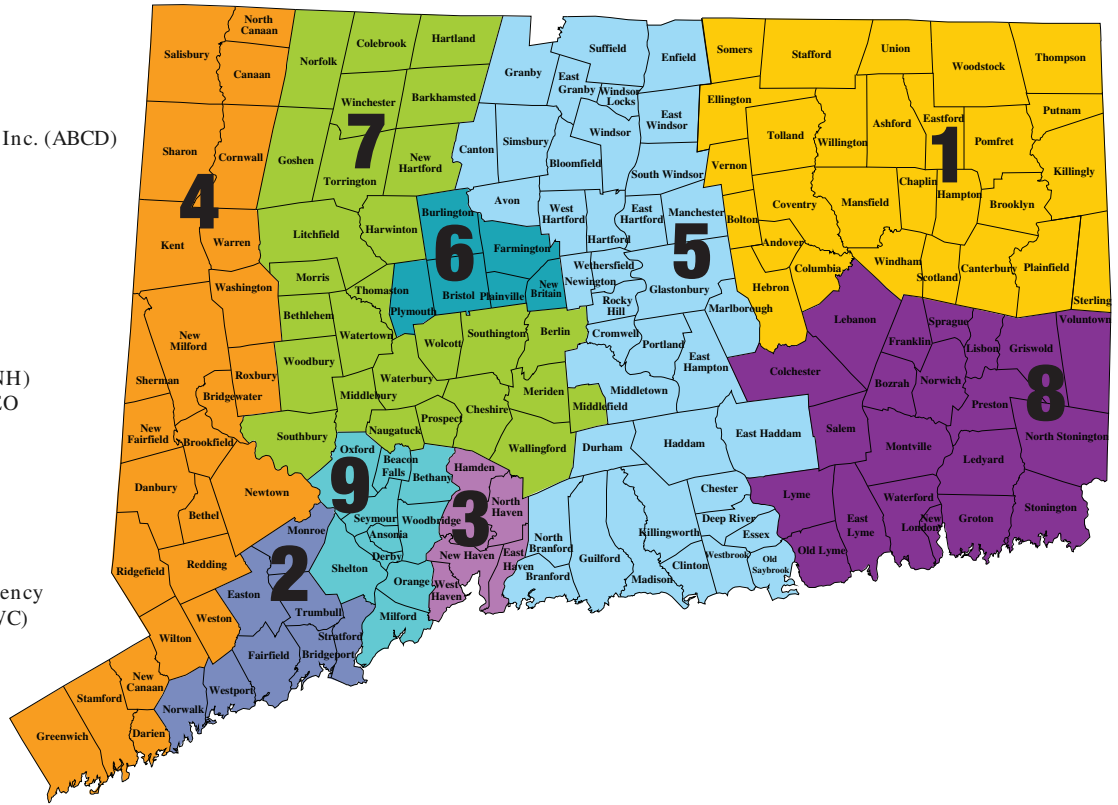 Inc. (ABCD)
NH)
EO
ency
VC)
Salisbury
North
Canaan
Canaan
Norfolk
Colebrook
Hartland
Winchester
Barkhamsted
Sharon
Cornwall
Goshen
7
Torrington
New
Hartford
4
Kent
Warren
Washington
Litchfield
Harwinton
Morris
Thomaston
Bethlehem
Watertown
New
Milford
Sherman
Roxbury
Bridgewater
Woodbury
Middlebury
Waterbury
Wolcott
Southington
Berlin
Meriden
Middlefield
Cheshire
Prospect
Naugatuck
Southbury
Wallingford
New
Fairfield
Brookfield
Danbury
Bethel
Newtown
Ridgefield
Redding
Wilton
Weston
New
Canaan
Stamford
Greenwich
Darien
Burlington
6
Farmington
Bristol
Plainville
New
Britain
Plymouth
Granby
Suffield
Enfield
East
Granby
Windsor
Locks
East
Windsor
Canton
Simsbury
Windsor
Bloomfield
South Windsor
Avon
West
Hartford
Hartford
East
Hartford
Manchester
5
Wethersfield
Newington
Glastonbury
Rocky
Hill
Marlborough
Cromwell
Portland
East
Hampton
Middletown
Durham
Haddam
East Haddam
Chester
Deep River
Essex
Killingworth
North
Branford
Guilford
Branford
Madison
Clinton
Westbrook
Old
Saybrook
Somers
Stafford
Union
Woodstock
Thompson
Ellington
Tolland
Willington
Ashford
Eastford
1
Pomfret
Putnam
Killingly
Vernon
Chaplin
Hampton
Brooklyn
Mansfield
Coventry
Bolton
Andover
Columbia
Hebron
Windham
Scotland
Canterbury
Plainfield
Sterling
Lebanon
Franklin
Sprague
Lisbon
Griswold
Voluntown
Colchester
Bozrah
Norwich
Preston
8
North Stonington
Salem
Montville
Ledyard
Lyme
East
Lyme
Waterford
New
London
Groton
Stonington
Old Lyme
Oxford
9
Beacon
Falls
Bethany
Seymour
Woodbridge
Ansonia
Derby
Shelton
Orange
Milford
Hamden
3
North
Haven
New Haven
East
Haven
West
Haven
Monroe
2
Easton
Trumbull
Stratford
Fairfield
Bridgeport
Westport
Norwalk